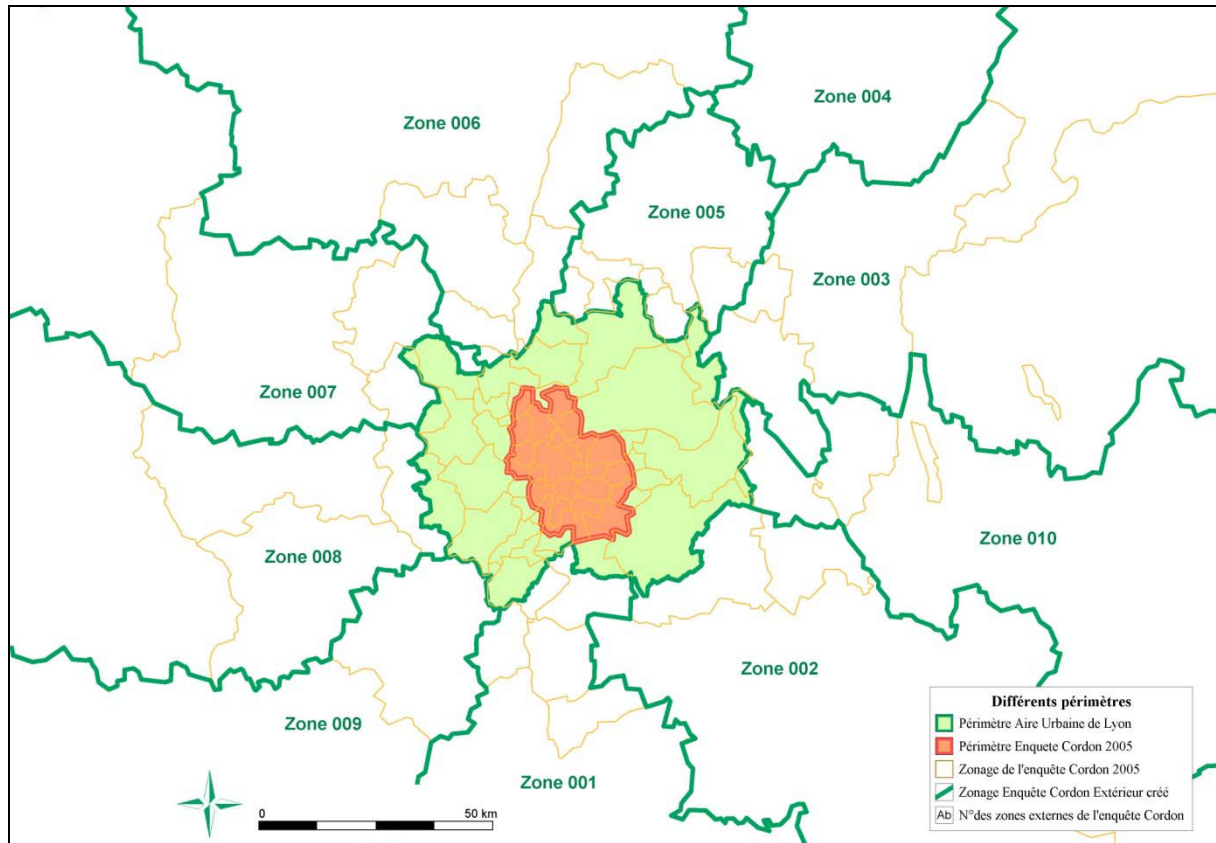 Zone 004
Zone 006
Zone 005
Zone 003
Zone 007
Zone 010
Zone 008
Zone 002
Zone 009
Zone 001
0 50 km
Différents périmètres
Périmètre Aire Urbaine de Lyon
Périmètre Enquete Cordon 2005
Zonage de l'enquête Cordon 2005
Zonage Enquête Cordon Extérieur créé
Ab N°des zones externes de l'enquête Cordon